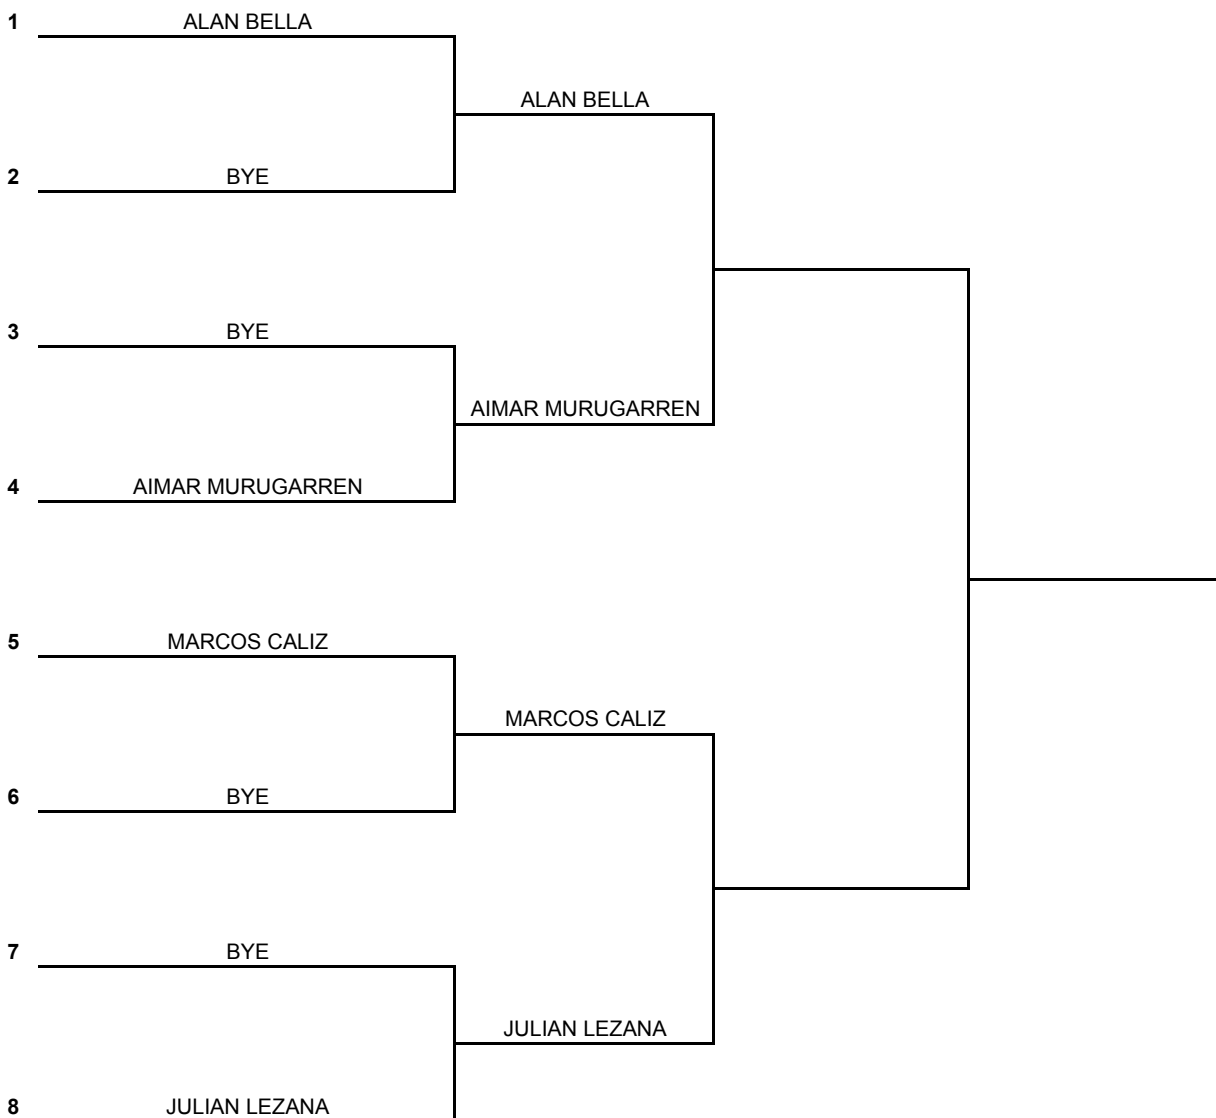 1 ALAN BELLA
ALAN BELLA
2 BYE
3 BYE
AIMAR MURUGARREN
4 AIMAR MURUGARREN
5 MARCOS CALIZ
MARCOS CALIZ
6 BYE
7 BYE
JULIAN LEZANA
8 JULIAN LEZANA